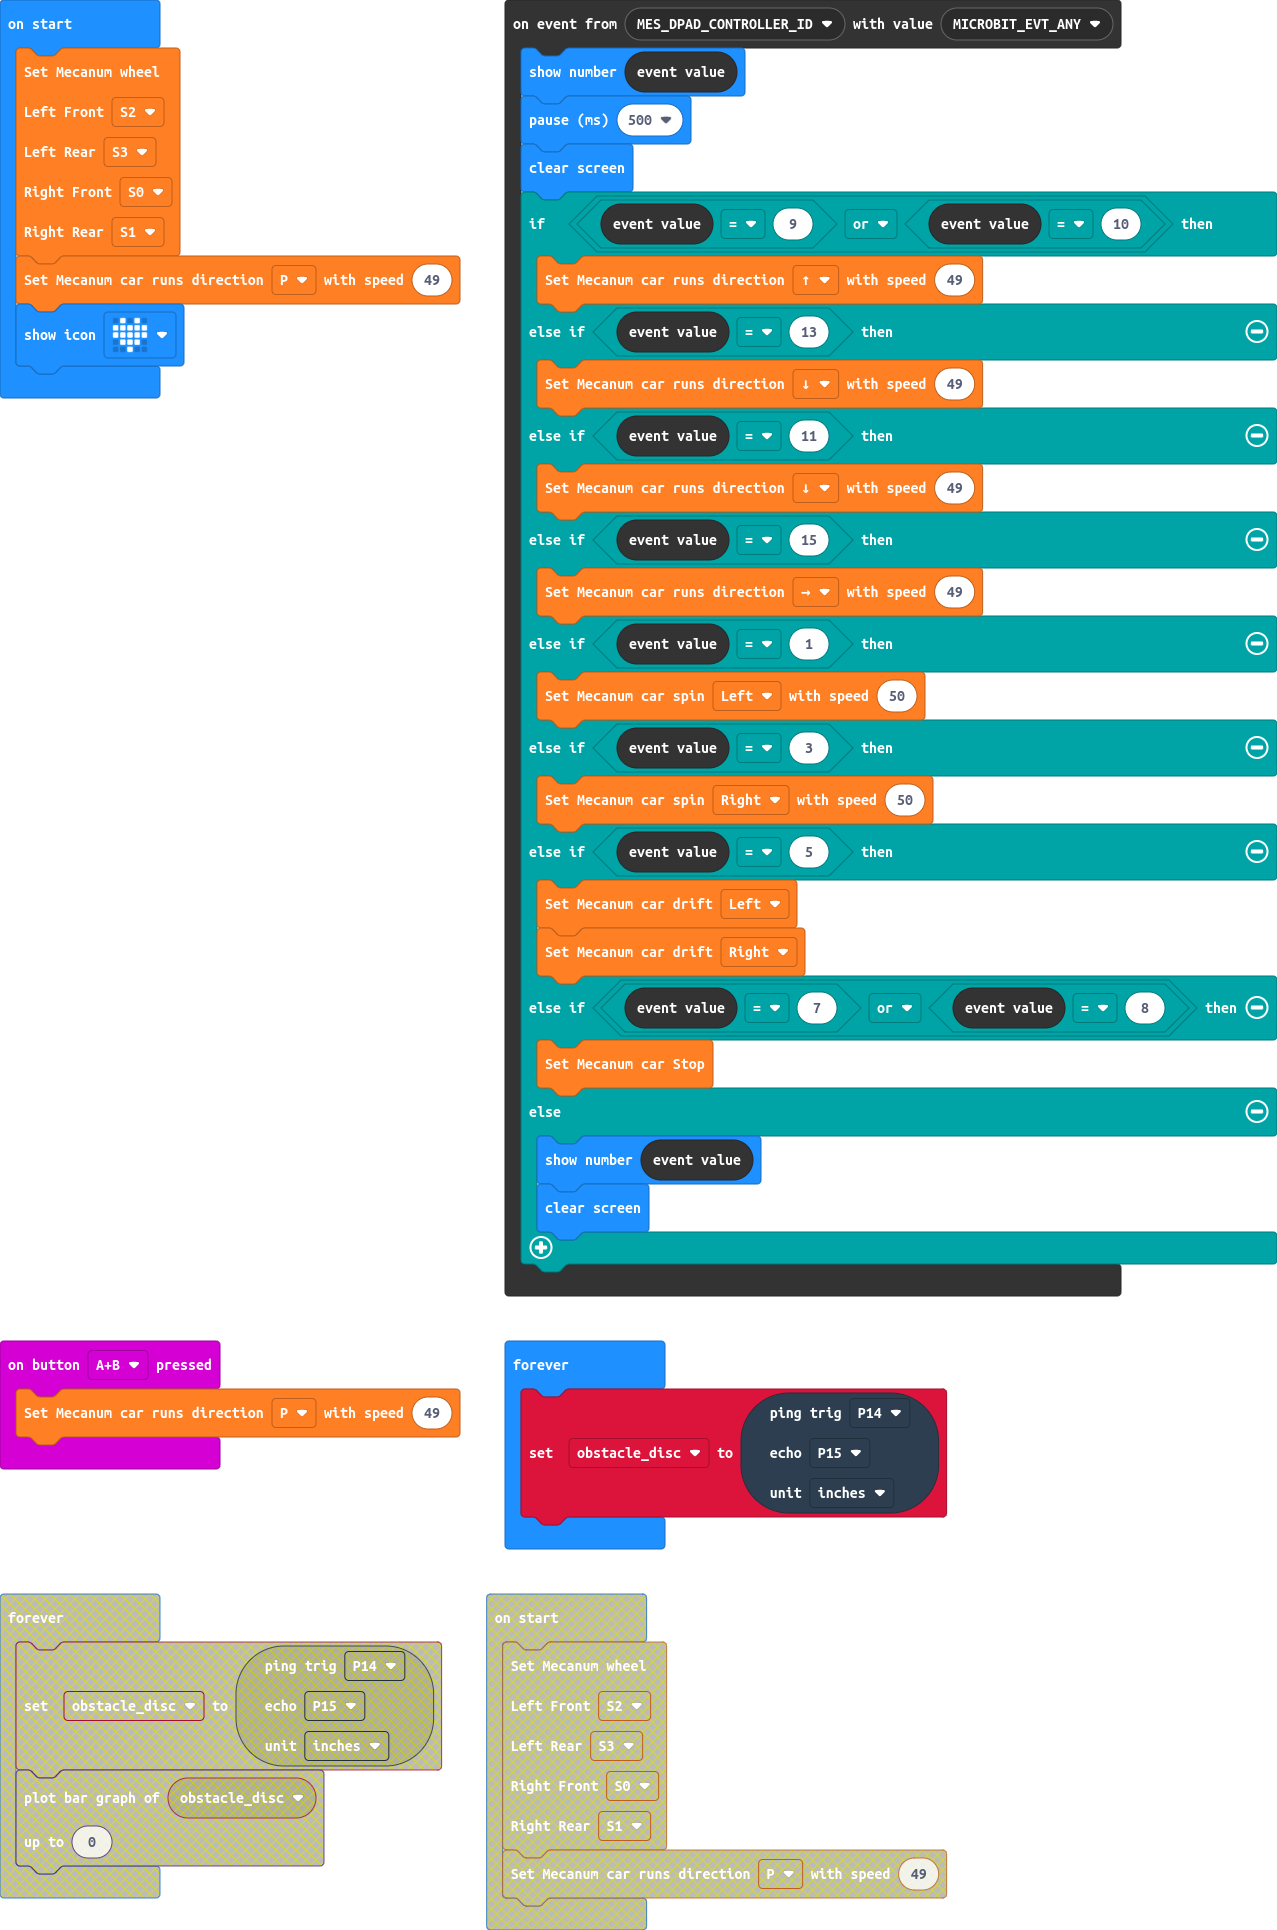 on start
Set Mecanum wheel
Left Front S2
Left Rear S3
Right Front S0
Right Rear S1
Set Mecanum car runs direction P with speed 49
show icon
on event from MES_DPAD_CONTROLLER_ID with value MICROBIT_EVT_ANY
show number event value
pause (ms) 500
clear screen
if event value = 9 or event value = 10 then
Set Mecanum car runs direction ↑ with speed 49
else if event value = 13 then
Set Mecanum car runs direction ↓ with speed 49
else if event value = 11 then
Set Mecanum car runs direction ↓ with speed 49
else if event value = 15 then
Set Mecanum car runs direction → with speed 49
else if event value = 1 then
Set Mecanum car spin Left with speed 50
else if event value = 3 then
Set Mecanum car spin Right with speed 50
else if event value = 5 then
Set Mecanum car drift Left
Set Mecanum car drift Right
else if event value = 7 or event value = 8 then
Set Mecanum car Stop
else
show number event value
clear screen
on button A+B pressed
Set Mecanum car runs direction P with speed 49
forever
set obstacle_disc to ping trig P14
echo P15
unit inches
forever
set obstacle_disc to ping trig P14
echo P15
unit inches
plot bar graph of obstacle_disc
up to 0
on start
Set Mecanum wheel
Left Front S2
Left Rear S3
Right Front S0
Right Rear S1
Set Mecanum car runs direction P with speed 49